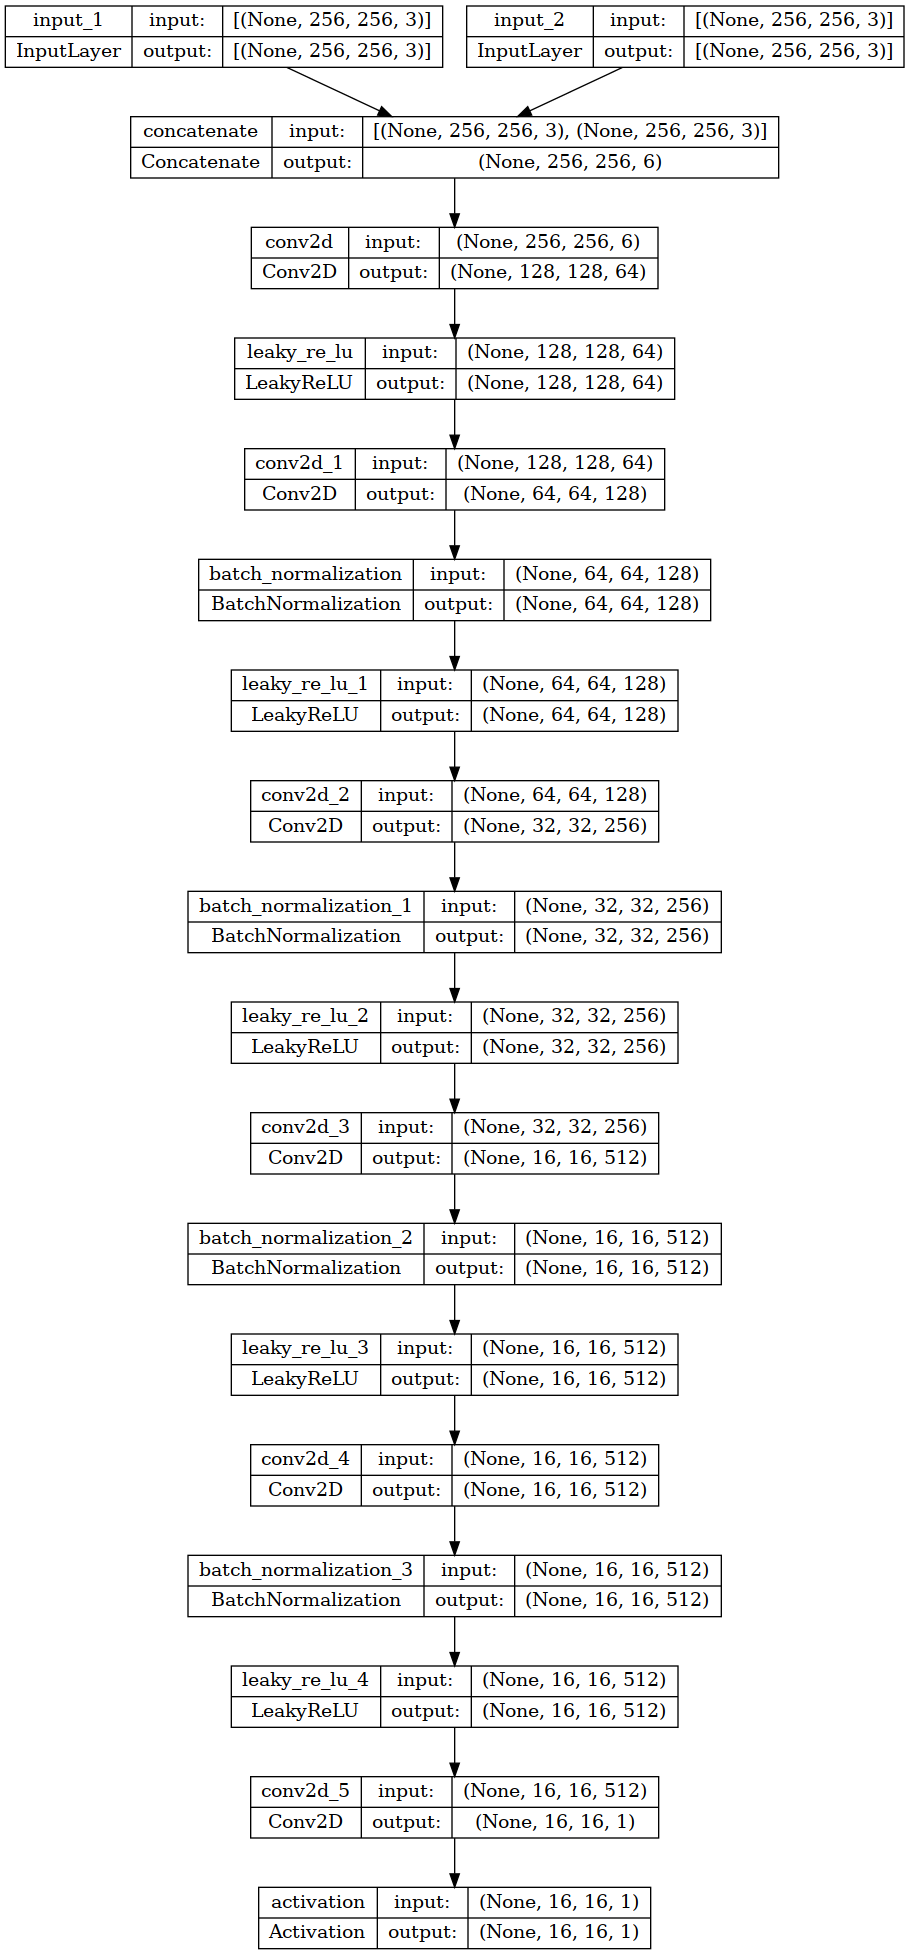 input_1 input: [(None, 256, 256, 3)]
InputLayer output: [(None, 256, 256, 3)]
input_2 input: [(None, 256, 256, 3)]
InputLayer output: [(None, 256, 256, 3)]
concatenate input: [(None, 256, 256, 3), (None, 256, 256, 3)]
Concatenate output: (None, 256, 256, 6)
conv2d input: (None, 256, 256, 6)
Conv2D output: (None, 128, 128, 64)
leaky_re_lu input: (None, 128, 128, 64)
LeakyReLU output: (None, 128, 128, 64)
conv2d_1 input: (None, 128, 128, 64)
Conv2D output: (None, 64, 64, 128)
batch_normalization input: (None, 64, 64, 128)
BatchNormalization output: (None, 64, 64, 128)
leaky_re_lu_1 input: (None, 64, 64, 128)
LeakyReLU output: (None, 64, 64, 128)
conv2d_2 input: (None, 64, 64, 128)
Conv2D output: (None, 32, 32, 256)
batch_normalization_1 input: (None, 32, 32, 256)
BatchNormalization output: (None, 32, 32, 256)
leaky_re_lu_2 input: (None, 32, 32, 256)
LeakyReLU output: (None, 32, 32, 256)
conv2d_3 input: (None, 32, 32, 256)
Conv2D output: (None, 16, 16, 512)
batch_normalization_2 input: (None, 16, 16, 512)
BatchNormalization output: (None, 16, 16, 512)
leaky_re_lu_3 input: (None, 16, 16, 512)
LeakyReLU output: (None, 16, 16, 512)
conv2d_4 input: (None, 16, 16, 512)
Conv2D output: (None, 16, 16, 512)
batch_normalization_3 input: (None, 16, 16, 512)
BatchNormalization output: (None, 16, 16, 512)
leaky_re_lu_4 input: (None, 16, 16, 512)
LeakyReLU output: (None, 16, 16, 512)
conv2d_5 input: (None, 16, 16, 512)
Conv2D output: (None, 16, 16, 1)
activation input: (None, 16, 16, 1)
Activation output: (None, 16, 16, 1)